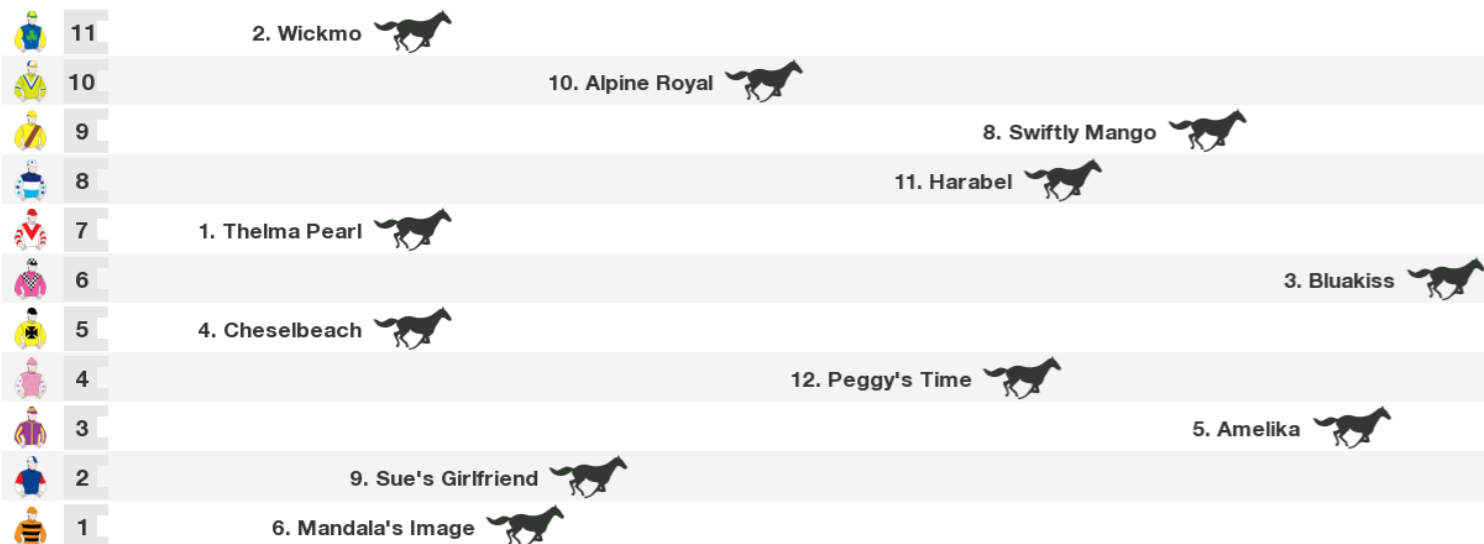 11 2. Wickmo
10 10. Alpine Royal
9 8. Swiftly Mango
8 11. Harabel
7 1. Thelma Pearl
6 3. Bluakiss
5 4. Cheselbeach
4 12. Peggy's Time
3 5. Amelika
2 9. Sue's Girlfriend
1 6. Mandala's Image